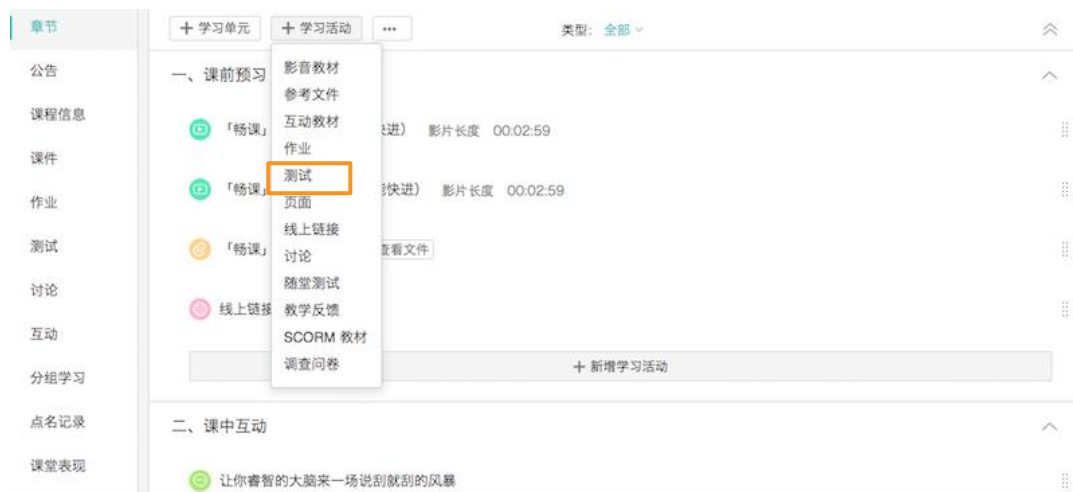 章节
公告
课程信息
课件
作业
测试
讨论
互动
分组学习
点名记录
课堂表现
＋ 学习单元 ＋ 学习活动 ••• 类型: 全部
影音教材
参考文件
互动教材
作业
测试
页面
线上链接
讨论
随堂测试
教学反馈
SCORM 教材
调查问卷
一、课前预习
「畅课」 快进） 影片长度 00:02:59
「畅课」 快进） 影片长度 00:02:59
「畅课」 查看文件
线上链接
＋ 新增学习活动
二、课中互动
让你睿智的大脑来一场说刮就刮的风暴